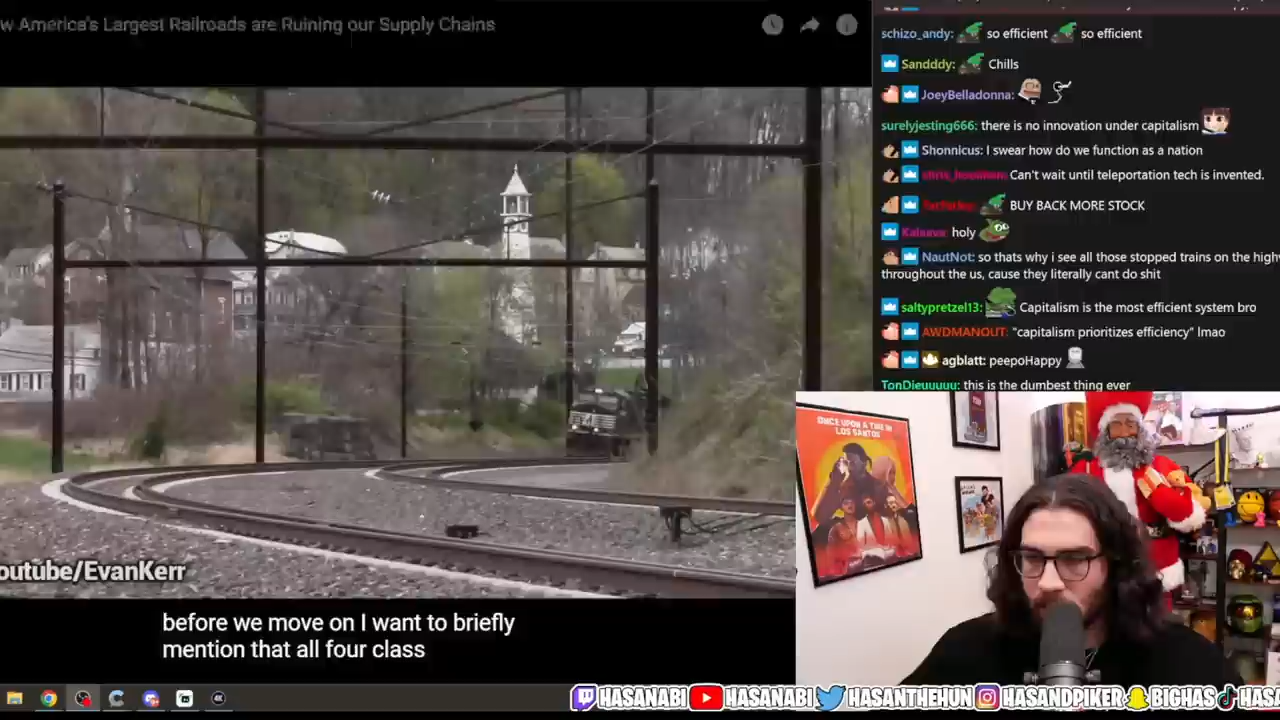 w America's Largest Railroads are Ruining our Supply Chains
schizo_andy: so efficient so efficient
Sandddy: Chills
JoeyBelladonna:
surelyjesting666: there is no innovation under capitalism
Shonnicus: I swear how do we function as a nation
Can't wait until teleportation tech is invented.
BUY BACK MORE STOCK
holy
NautNot: so thats why i see all those stopped trains on the high
throughout the us, cause they literally cant do shit
saltypretzel13: Capitalism is the most efficient system bro
AWDMANOUT: "capitalism prioritizes efficiency" lmao
agblatt: peepoHappy
TonDieuuuuu: this is the dumbest thing ever
ONCE UPON A TIME IN
LOS SANTOS
outube/EvanKerr
before we move on I want to briefly
mention that all four class
HASANABI HASANABI HASANTHEHUN HASANDPIKER BIGHAS HASA